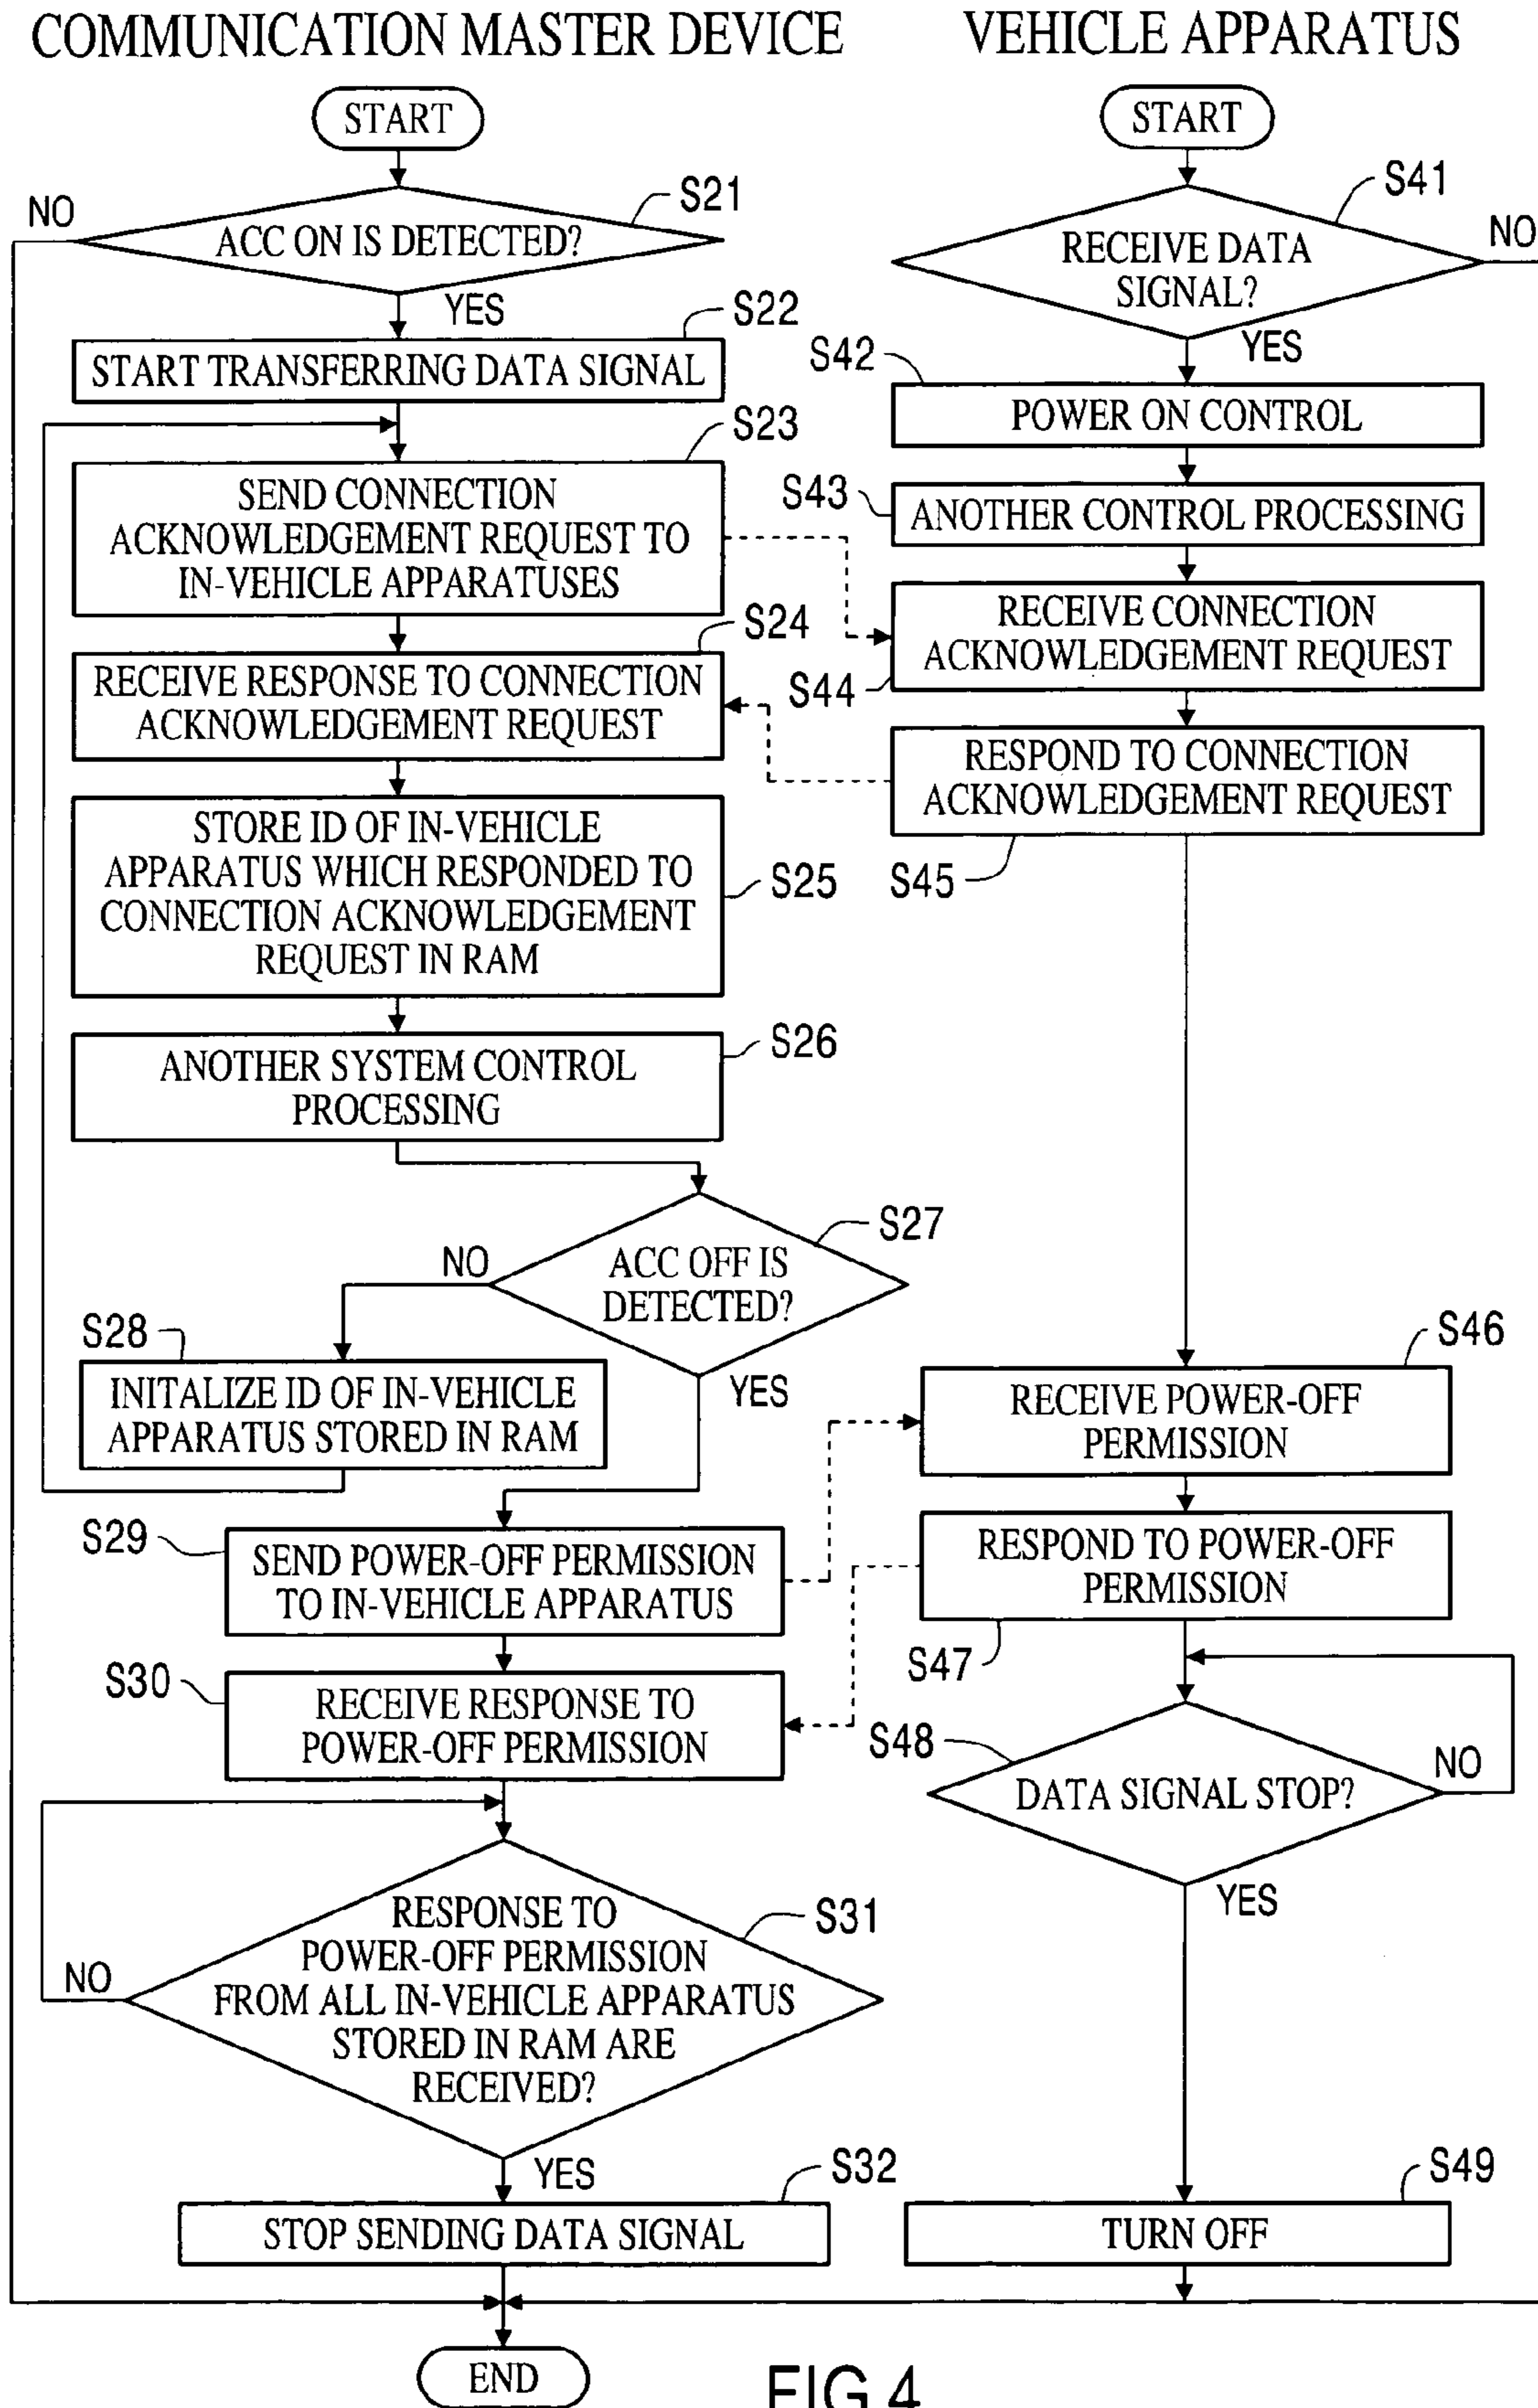 COMMUNICATION MASTER DEVICE
VEHICLE APPARATUS
START
S21
NO
ACC ON IS DETECTED?
YES
S22
START TRANSFERRING DATA SIGNAL
S23
SEND CONNECTION
ACKNOWLEDGEMENT REQUEST TO
IN-VEHICLE APPARATUSES
S24
RECEIVE RESPONSE TO CONNECTION
ACKNOWLEDGEMENT REQUEST
STORE ID OF IN-VEHICLE
APPARATUS WHICH RESPONDED TO
CONNECTION ACKNOWLEDGEMENT
REQUEST IN RAM
S25
S26
ANOTHER SYSTEM CONTROL
PROCESSING
S27
NO
ACC OFF IS
DETECTED?
YES
S28
INITALIZE ID OF IN-VEHICLE
APPARATUS STORED IN RAM
S29
SEND POWER-OFF PERMISSION
TO IN-VEHICLE APPARATUS
S30
RECEIVE RESPONSE TO
POWER-OFF PERMISSION
S31
RESPONSE TO
POWER-OFF PERMISSION
FROM ALL IN-VEHICLE APPARATUS
STORED IN RAM ARE
RECEIVED?
NO
YES
S32
STOP SENDING DATA SIGNAL
END
START
S41
NO
RECEIVE DATA
SIGNAL?
YES
S42
POWER ON CONTROL
S43
ANOTHER CONTROL PROCESSING
RECEIVE CONNECTION
ACKNOWLEDGEMENT REQUEST
S44
RESPOND TO CONNECTION
ACKNOWLEDGEMENT REQUEST
S45
S46
RECEIVE POWER-OFF
PERMISSION
RESPOND TO POWER-OFF
PERMISSION
S47
S48
NO
DATA SIGNAL STOP?
YES
S49
TURN OFF
FIG.4